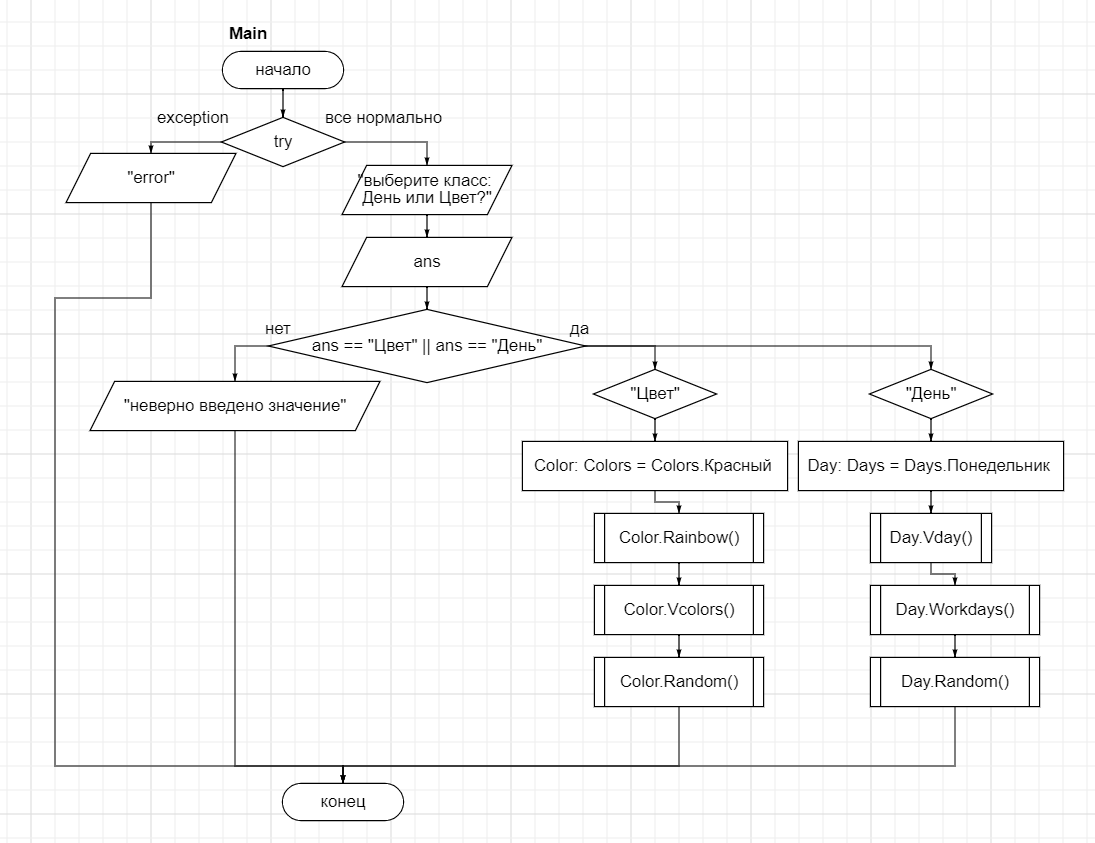 Main
начало
exception
все нормально
try
"error"
"выберите класс:
День или Цвет?"
ans
нет
да
ans == "Цвет" || ans == "День"
"неверно введено значение"
"Цвет"
"День"
Color: Colors = Colors.Красный
Day: Days = Days.Понедельник
Color.Rainbow()
Day.Vday()
Color.Vcolors()
Day.Workdays()
Color.Random()
Day.Random()
конец